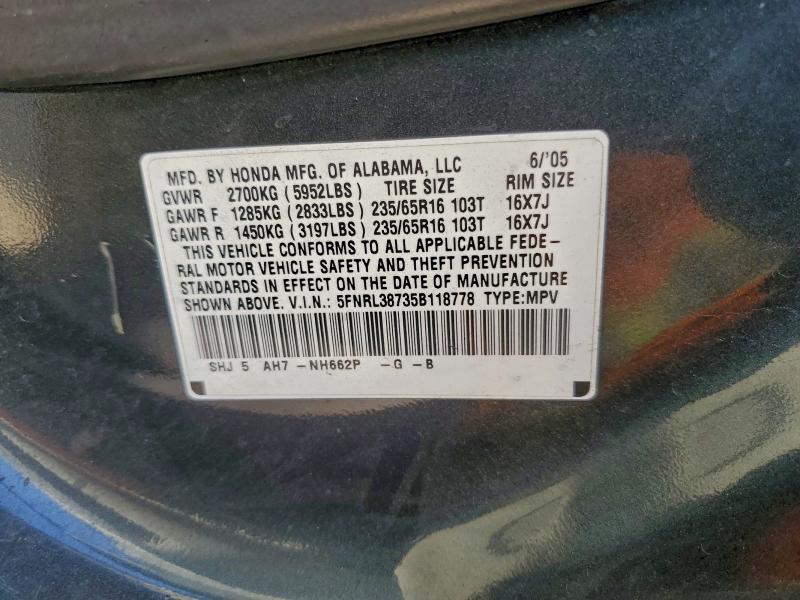 MFD. BY HONDA MFG. OF ALABAMA, LLC 6/'05
GVWR 2700KG (5952LBS) TIRE SIZE RIM SIZE
GAWR F 1285KG (2833LBS) 235/65R16 103T 16X7J
GAWR R 1450KG (3197LBS) 235/65R16 103T 16X7J
THIS VEHICLE CONFORMS TO ALL APPLICABLE FEDE-
RAL MOTOR VEHICLE SAFETY AND THEFT PREVENTION
STANDARDS IN EFFECT ON THE DATE OF MANUFACTURE
SHOWN ABOVE. V.I.N.: 5FNRL38735B118778 TYPE:MPV
SHJ 5 AH7 -NH662P -G -B